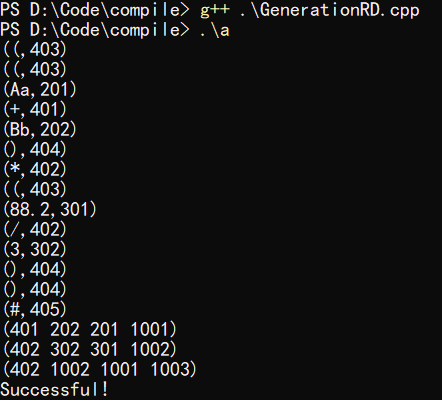 PS D:\Code\compile> g++ .\GenerationRD.cpp
PS D:\Code\compile> .\a
((,403)
((,403)
(Aa,201)
(+,401)
(Bb,202)
(),404)
(*,402)
((,403)
(88.2,301)
(/,402)
(3,302)
(),404)
(),404)
(#,405)
(401 202 201 1001)
(402 302 301 1002)
(402 1002 1001 1003)
Successful!